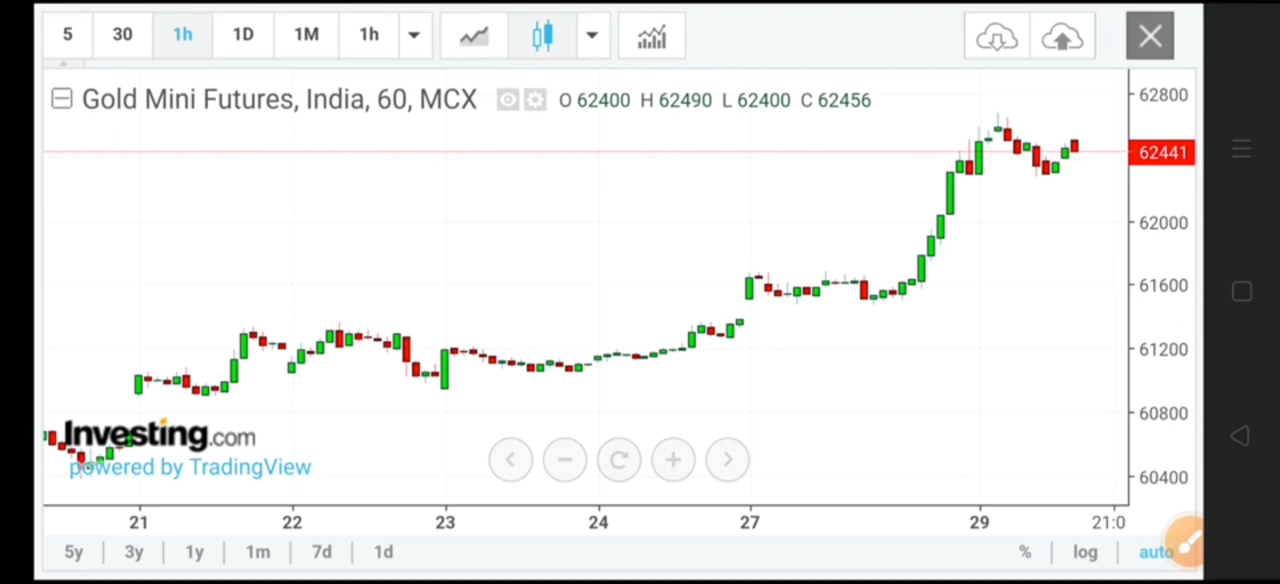 5 30 1h 1D 1M 1h
Gold Mini Futures, India, 60, MCX O 62400 H 62490 L 62400 C 62456
62800
62441
62000
61600
61200
60800
60400
Investing.com
powered by TradingView
21 22 23 24 27 29 21:0
5y 3y 1y 1m 7d 1d % log auto